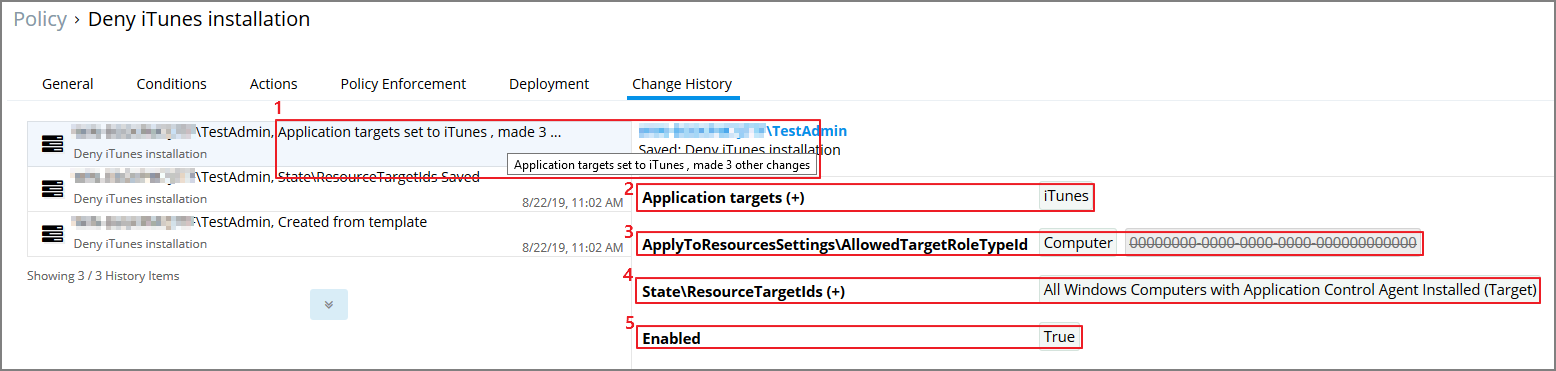 Policy › Deny iTunes installation
General Conditions Actions Policy Enforcement Deployment Change History
1
\TestAdmin, Application targets set to iTunes , made 3 ...
Deny iTunes installation
Application targets set to iTunes , made 3 other changes
\TestAdmin, State\ResourceTargetIds Saved
Deny iTunes installation
8/22/19, 11:02 AM
\TestAdmin, Created from template
Deny iTunes installation
8/22/19, 11:02 AM
Showing 3 / 3 History Items
\TestAdmin
Saved: Deny iTunes installation
2 Application targets (+) iTunes
3 ApplyToResourcesSettings\AllowedTargetRoleTypeId Computer 00000000-0000-0000-0000-000000000000
4 State\ResourceTargetIds (+) All Windows Computers with Application Control Agent Installed (Target)
5 Enabled True